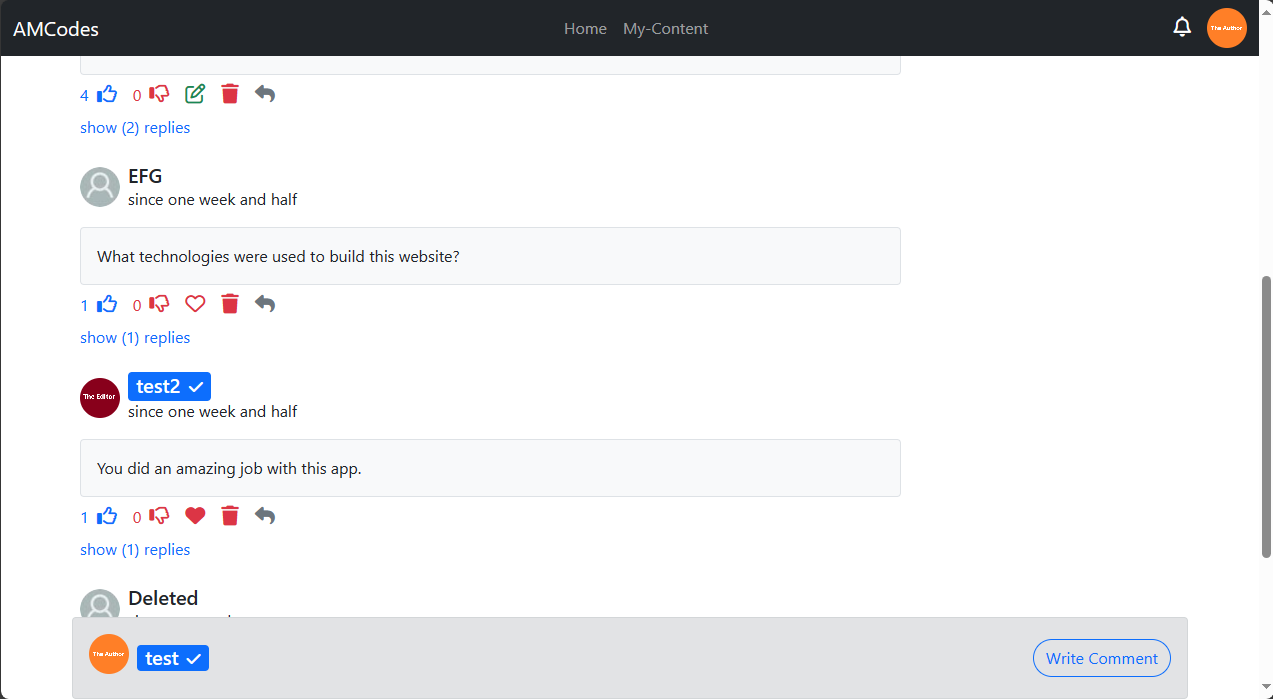 AMCodes Home My-Content The Author
4 0
show (2) replies
EFG
since one week and half
What technologies were used to build this website?
1 0
show (1) replies
The Editor test2
since one week and half
You did an amazing job with this app.
1 0
show (1) replies
Deleted
The Author test Write Comment